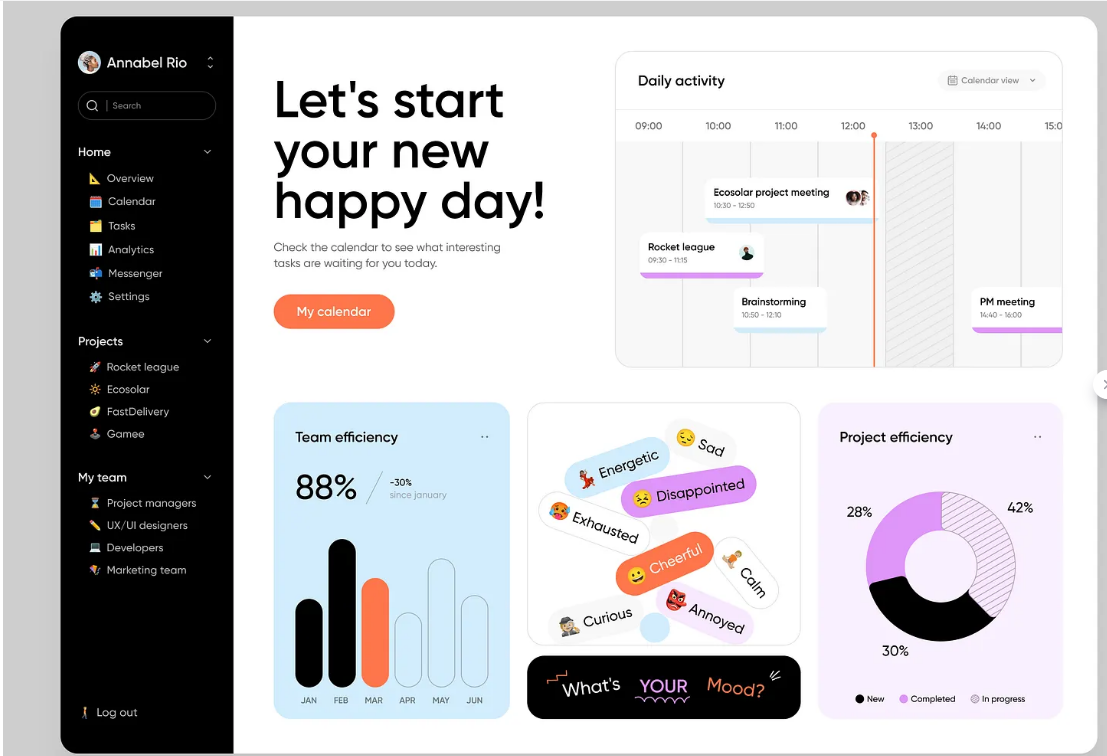 Annabel Rio
Search
Home
Overview
Calendar
Tasks
Analytics
Messenger
Settings
Projects
Rocket league
Ecosolar
FastDelivery
Gamee
My team
Project managers
UX/UI designers
Developers
Marketing team
Log out
Let's start
your new
happy day!
Check the calendar to see what interesting
tasks are waiting for you today.
My calendar
Daily activity
Calendar view
09:00 10:00 11:00 12:00 13:00 14:00 15:0
Ecosolar project meeting
10:30 - 12:50
Rocket league
09:30 - 11:15
Brainstorming
10:50 - 12:10
PM meeting
14:40 - 16:00
Team efficiency
88%
-30%
since january
JAN FEB MAR APR MAY JUN
Sad
Energetic
Disappointed
Exhausted
Cheerful
Calm
Curious
Annoyed
What's YOUR Mood?
Project efficiency
28%
42%
30%
New Completed In progress